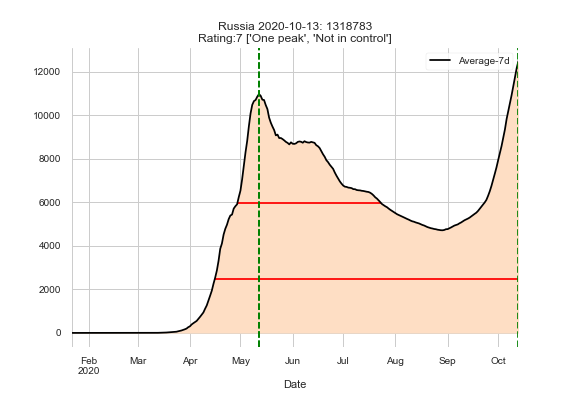 Russia 2020-10-13: 1318783
Rating:7 ['One peak', 'Not in control']
Average-7d
12000
10000
8000
6000
4000
2000
0
Feb
2020
Mar
Apr
May
Jun
Jul
Aug
Sep
Oct
Date